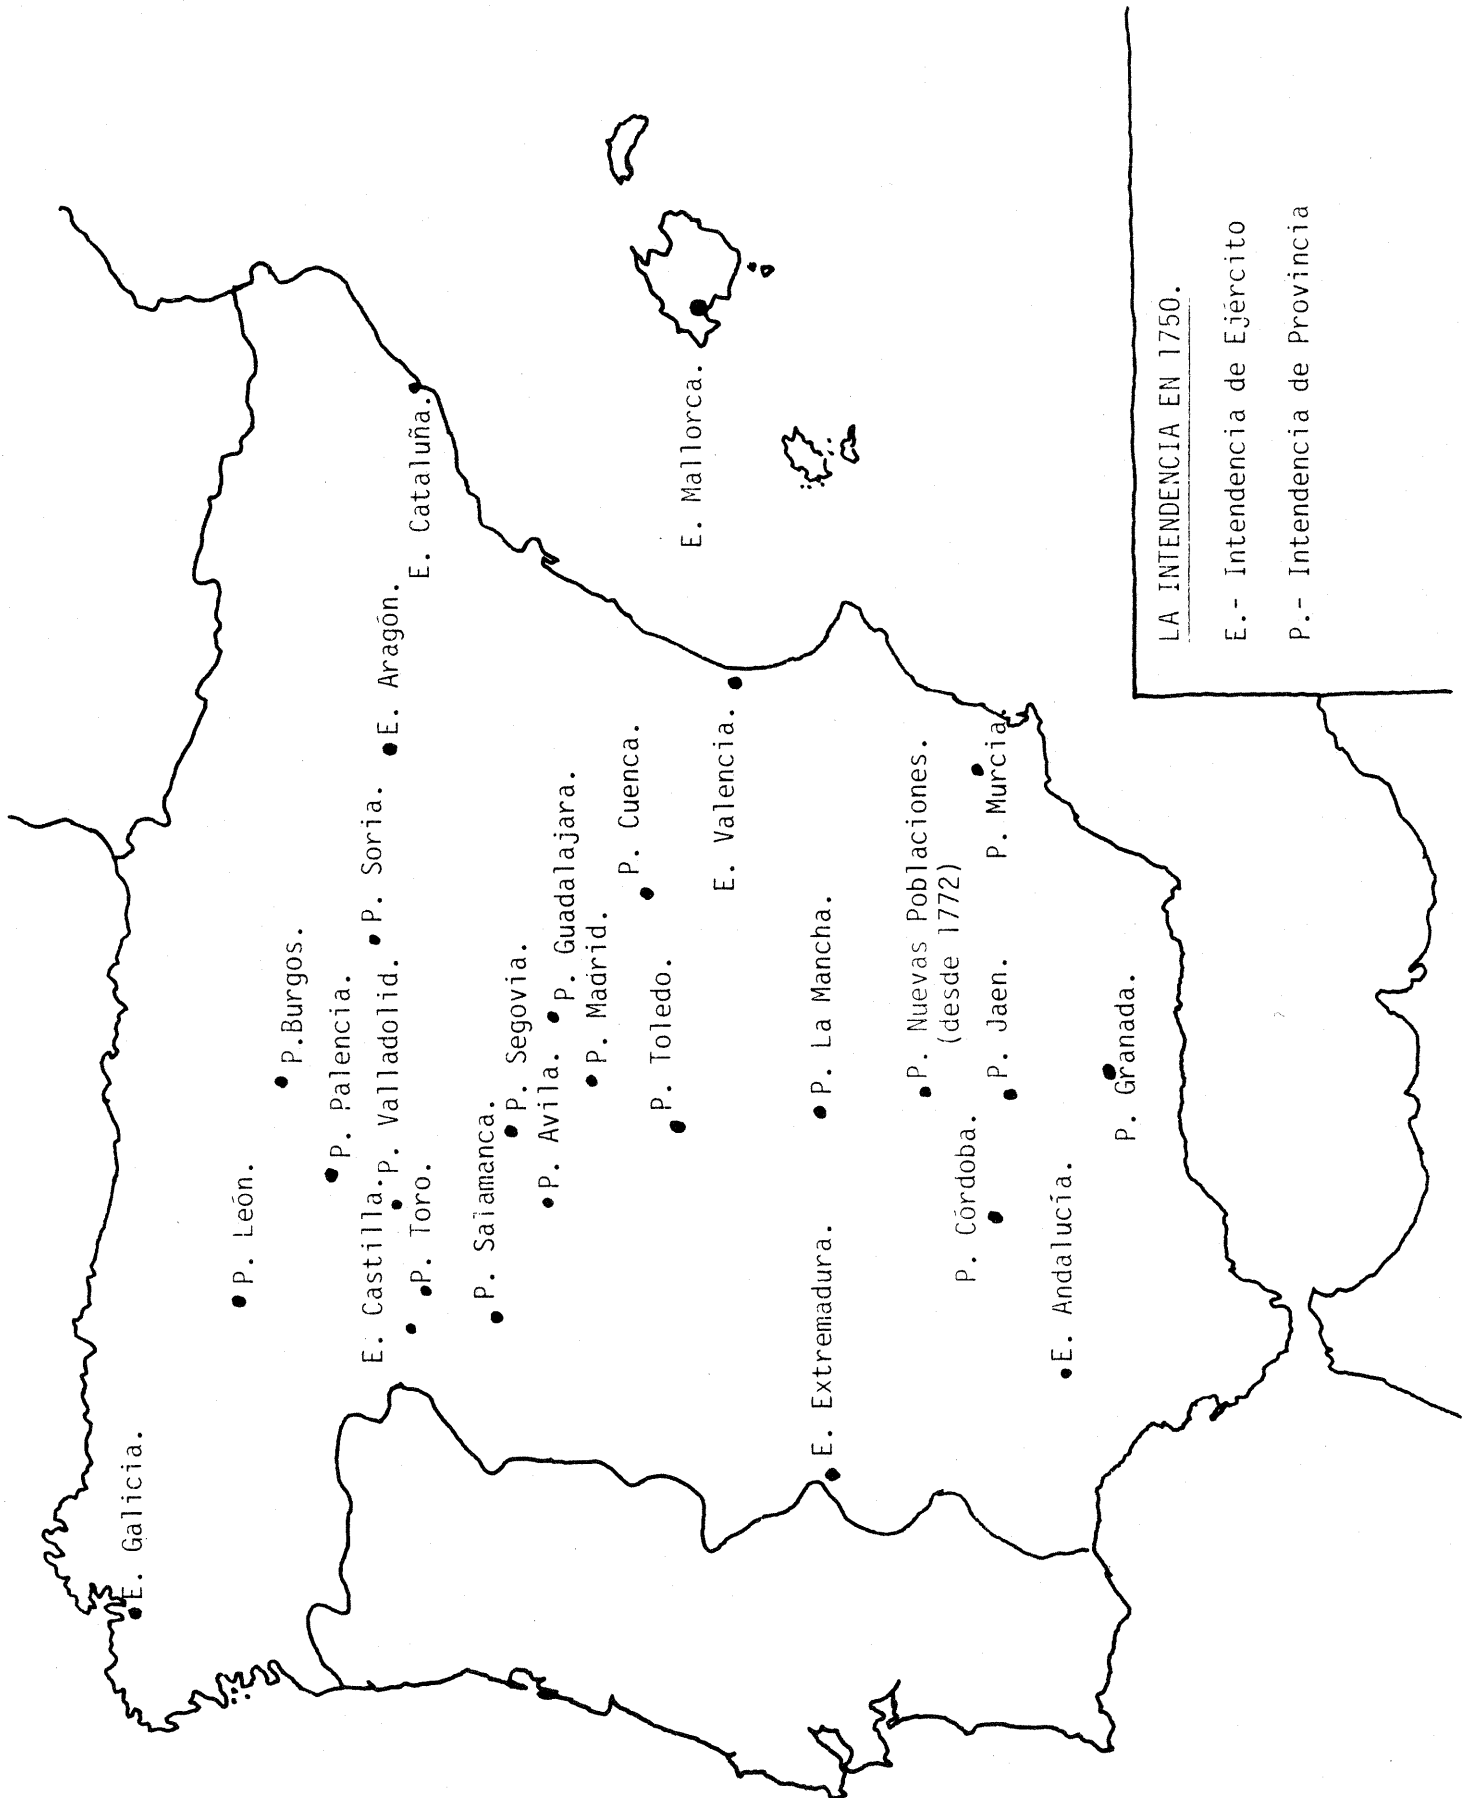 E. Galicia.
P. León.
P.Burgos.
P. Palencia.
E. Castilla.
P. Valladolid.
P. Soria.
E. Aragón.
E. Cataluña.
P. Toro.
P. Salamanca.
P. Segovia.
P. Avila.
P. Guadalajara.
P. Madrid.
P. Cuenca.
P. Toledo.
E. Mallorca.
E. Valencia.
E. Extremadura.
P. La Mancha.
P. Nuevas Poblaciones.
(desde 1772)
P. Murcia.
P. Córdoba.
P. Jaen.
E. Andalucía.
P. Granada.
LA INTENDENCIA EN 1750.
E.- Intendencia de Ejército
P.- Intendencia de Provincia